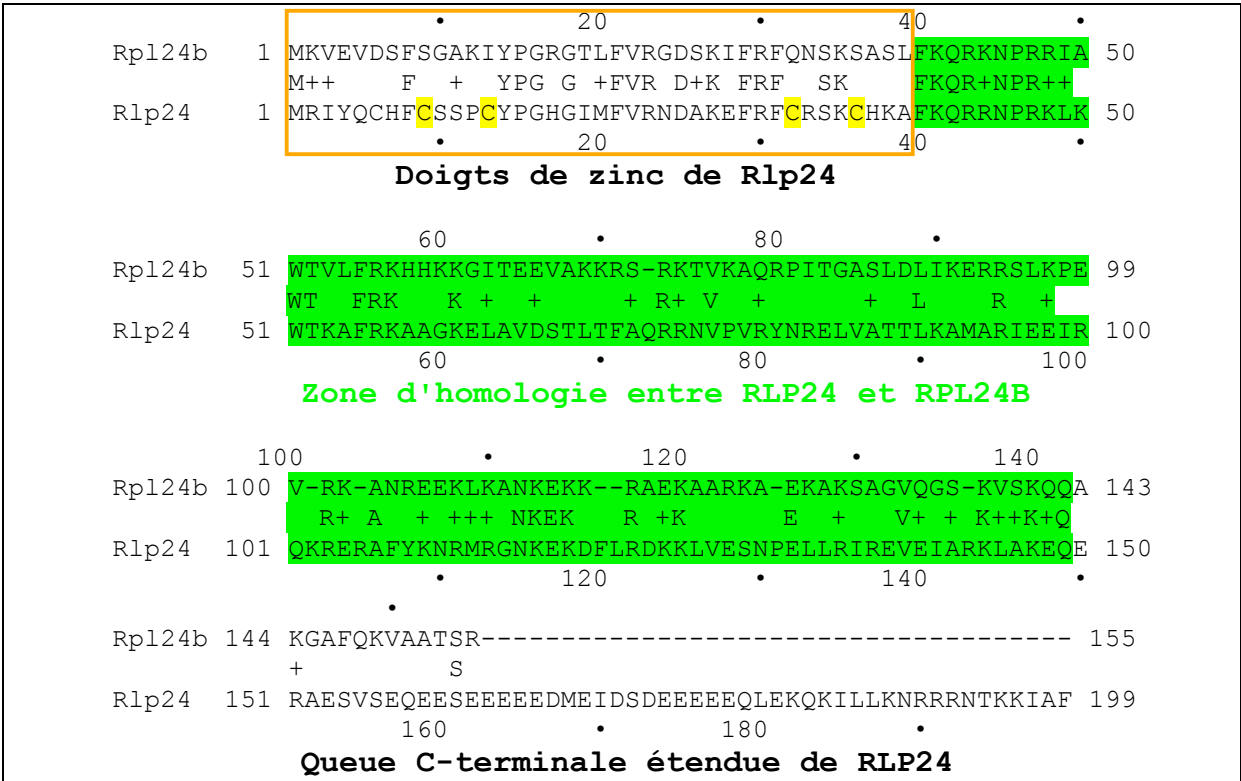 • 20 • 40 •
Rpl24b 1 MKVEVDSFSGAKIYPGRGTLFVRGDSKIFRFQNSKSASLFKQRKNPRRIA 50
M++ F + YPG G +FVR D+K FRF SK FKQR+NPR++
Rlp24 1 MRIYQCHFCSSPCYPGHGIMFVRNDAKEFRFCRSKCHKAFKQRRNPRKLK 50
• 20 • 40 •
Doigts de zinc de Rlp24
60 • 80 •
Rpl24b 51 WTVLFRKHHKKGITEEVAKKRS-RKTVKAQRPITGASLDLIKERRSLKPE 99
WT FRK K + + + R+ V + + L R +
Rlp24 51 WTKAFRKAAGKELAVDSTLTFAQRRNVPVRYNRELVATTLKAMARIEEIR 100
60 • 80 • 100
Zone d'homologie entre RLP24 et RPL24B
100 • 120 • 140
Rpl24b 100 V-RK-ANREEKLKANKEKK--RAEKAARKA-EKAKSAGVQGS-KVSKQQA 143
R+ A + +++ NKEK R +K E + V+ + K++K+Q
Rlp24 101 QKRERAFYKNRMRGNKEKDFLRDKKLVESNPELLRIREVEIARKLAKEQE 150
• 120 • 140 •
•
Rpl24b 144 KGAFQKVAATSR------------------------------------- 155
+ S
Rlp24 151 RAESVSEQEESEEEEEDMEIDSDEEEEEQLEKQKILLKNRRRNTKKIAF 199
160 • 180 •
Queue C-terminale étendue de RLP24